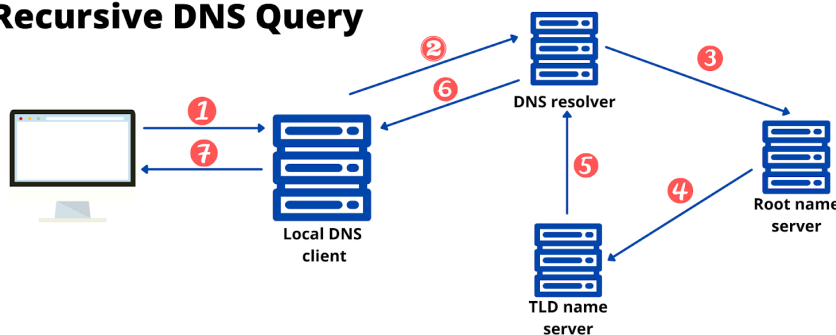 Recursive DNS Query
2
3
DNS resolver
6
1
7
5
4
Local DNS
client
Root name
server
TLD name
server